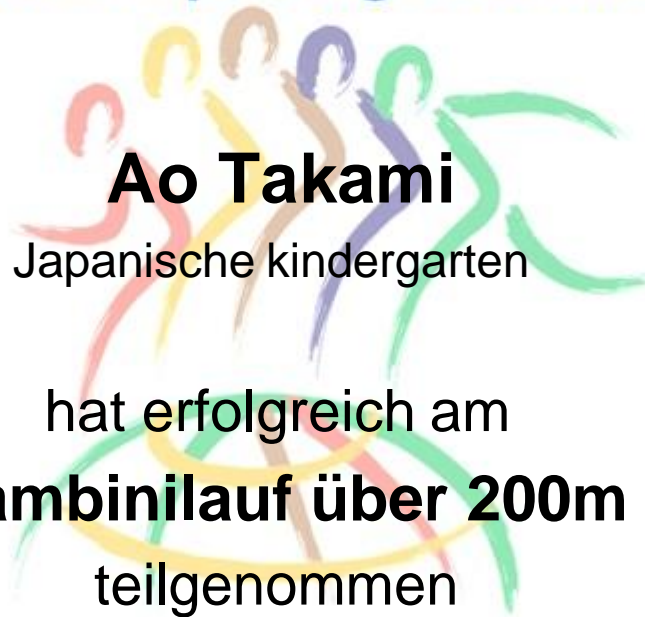 Ao Takami
Japanische kindergarten
hat erfolgreich am
ambinilauf über 200m
teilgenommen